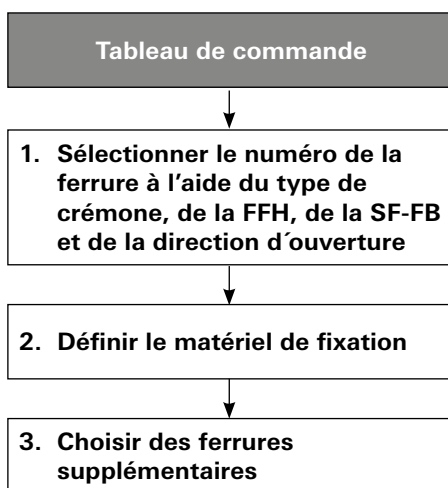 Tableau de commande
1. Sélectionner le numéro de la
ferrure à l'aide du type de
crémone, de la FFH, de la SF-FB
et de la direction d´ouverture
2. Définir le matériel de fixation
3. Choisir des ferrures
supplémentaires